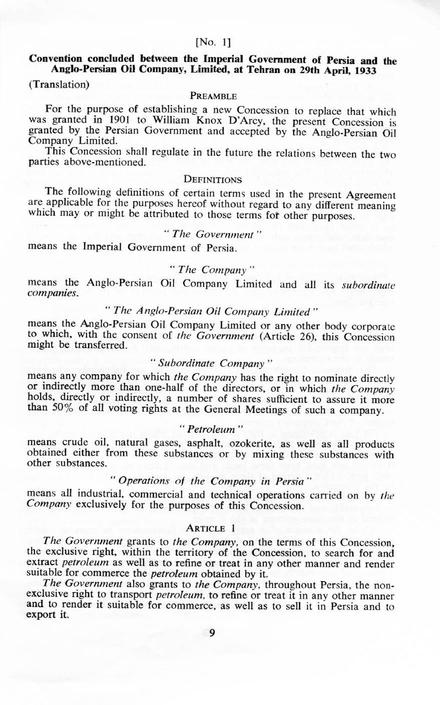 [No. 1]
Convention concluded between the Imperial Government of Persia and the
Anglo-Persian Oil Company, Limited, at Tehran on 29th April, 1933
(Translation)
PREAMBLE
For the purpose of establishing a new Concession to replace that which
was granted in 1901 to William Knox D'Arcy, the present Concession is
granted by the Persian Government and accepted by the Anglo-Persian Oil
Company Limited.
This Concession shall regulate in the future the relations between the two
parties above-mentioned.
DEFINITIONS
The following definitions of certain terms used in the present Agreement
are applicable for the purposes hereof without regard to any different meaning
which may or might be attributed to those terms for other purposes.
" The Government "
means the Imperial Government of Persia.
" The Company "
means the Anglo-Persian Oil Company Limited and all its subordinate
companies.
" The Anglo-Persian Oil Company Limited "
means the Anglo-Persian Oil Company Limited or any other body corporate
to which, with the consent of the Government (Article 26), this Concession
might be transferred.
" Subordinate Company "
means any company for which the Company has the right to nominate directly
or indirectly more than one-half of the directors, or in which the Company
holds, directly or indirectly, a number of shares sufficient to assure it more
than 50% of all voting rights at the General Meetings of such a company.
" Petroleum "
means crude oil, natural gases, asphalt, ozokerite, as well as all products
obtained either from these substances or by mixing these substances with
other substances.
" Operations of the Company in Persia "
means all industrial, commercial and technical operations carried on by the
Company exclusively for the purposes of this Concession.
ARTICLE 1
The Government grants to the Company, on the terms of this Concession,
the exclusive right, within the territory of the Concession, to search for and
extract petroleum as well as to refine or treat in any other manner and render
suitable for commerce the petroleum obtained by it.
The Government also grants to the Company, throughout Persia, the non-
exclusive right to transport petroleum, to refine or treat it in any other manner
and to render it suitable for commerce, as well as to sell it in Persia and to
export it.
9